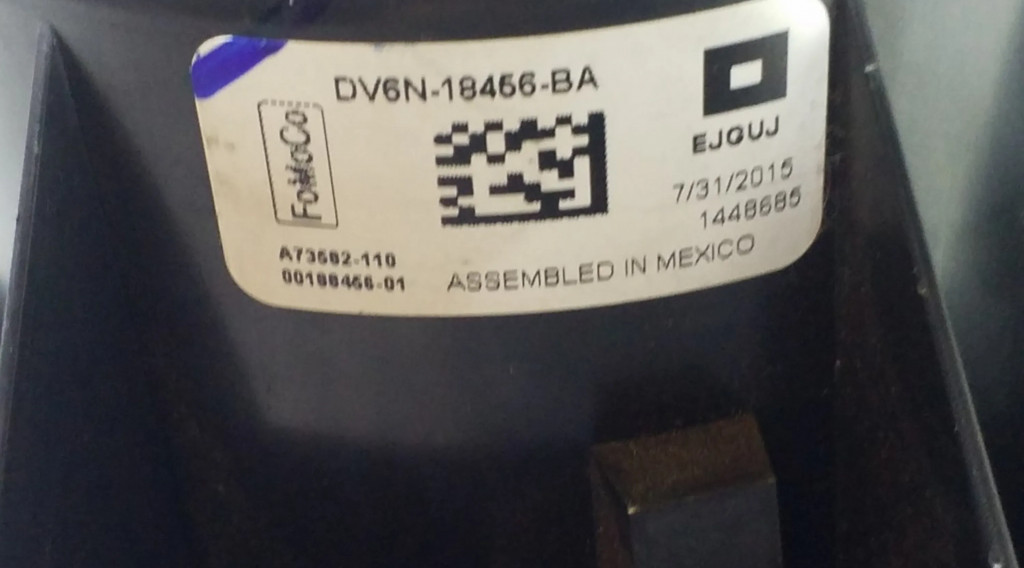 DV6N-18456-BA
FoMoCo
EJGUJ
7/31/2015
1448685
A73582-110
00188456-01
ASSEMBLED IN MEXICO